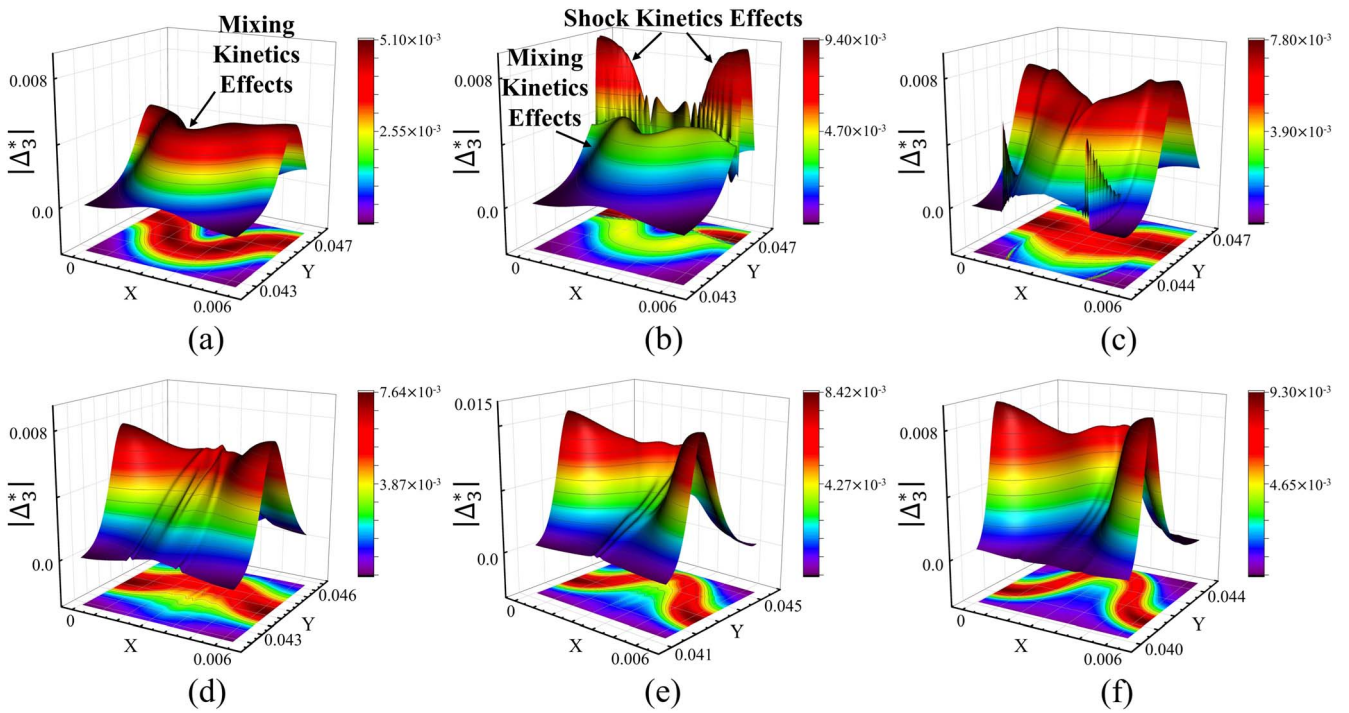 Mixing
Kinetics
Effects
5.10×10⁻³
2.55×10⁻³
0.008
0.0
|Δ₃*|
0
X
0.006
0.043
Y
0.047
(a)
Shock Kinetics Effects
Mixing
Kinetics
Effects
9.40×10⁻³
4.70×10⁻³
0.008
0.0
|Δ₃*|
0
X
0.006
0.043
Y
0.047
(b)
7.80×10⁻³
3.90×10⁻³
0.008
0.0
|Δ₃*|
0
X
0.006
0.044
Y
0.047
(c)
7.64×10⁻³
3.87×10⁻³
0.008
0.0
|Δ₃*|
0
X
0.006
0.043
Y
0.046
(d)
8.42×10⁻³
4.27×10⁻³
0.015
0.0
|Δ₃*|
0
X
0.006
0.041
Y
0.045
(e)
9.30×10⁻³
4.65×10⁻³
0.008
0.0
|Δ₃*|
0
X
0.006
0.040
Y
0.044
(f)